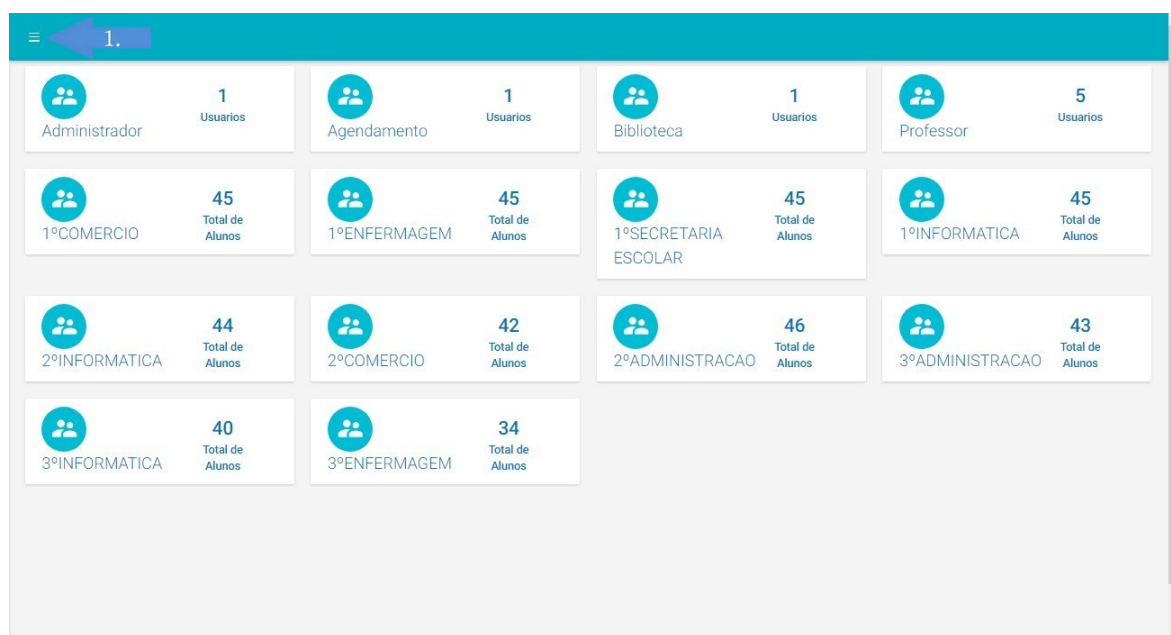 1.
1
Usuarios
Administrador
1
Usuarios
Agendamento
1
Usuarios
Biblioteca
5
Usuarios
Professor
45
Total de
Alunos
1ºCOMERCIO
45
Total de
Alunos
1ºENFERMAGEM
45
Total de
Alunos
1ºSECRETARIA
ESCOLAR
45
Total de
Alunos
1ºINFORMATICA
44
Total de
Alunos
2ºINFORMATICA
42
Total de
Alunos
2ºCOMERCIO
46
Total de
Alunos
2ºADMINISTRACAO
43
Total de
Alunos
3ºADMINISTRACAO
40
Total de
Alunos
3ºINFORMATICA
34
Total de
Alunos
3ºENFERMAGEM